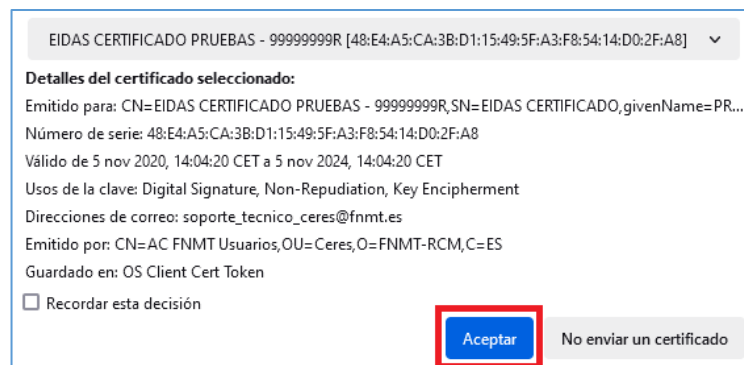 EIDAS CERTIFICADO PRUEBAS - 99999999R [48:E4:A5:CA:3B:D1:15:49:5F:A3:F8:54:14:D0:2F:A8]
Detalles del certificado seleccionado:
Emitido para: CN=EIDAS CERTIFICADO PRUEBAS - 99999999R,SN=EIDAS CERTIFICADO,givenName=PR...
Número de serie: 48:E4:A5:CA:3B:D1:15:49:5F:A3:F8:54:14:D0:2F:A8
Válido de 5 nov 2020, 14:04:20 CET a 5 nov 2024, 14:04:20 CET
Usos de la clave: Digital Signature, Non-Repudiation, Key Encipherment
Direcciones de correo: soporte_tecnico_ceres@fnmt.es
Emitido por: CN=AC FNMT Usuarios,OU=Ceres,O=FNMT-RCM,C=ES
Guardado en: OS Client Cert Token
Recordar esta decisión
Aceptar No enviar un certificado